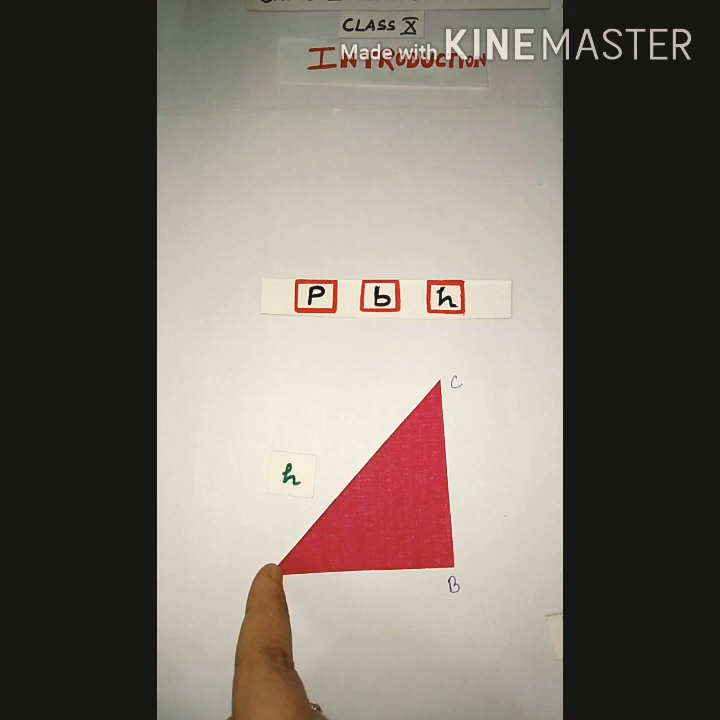 CLASS X
INTRODUCTION
Made with KINEMASTER
P b h
C
h
B